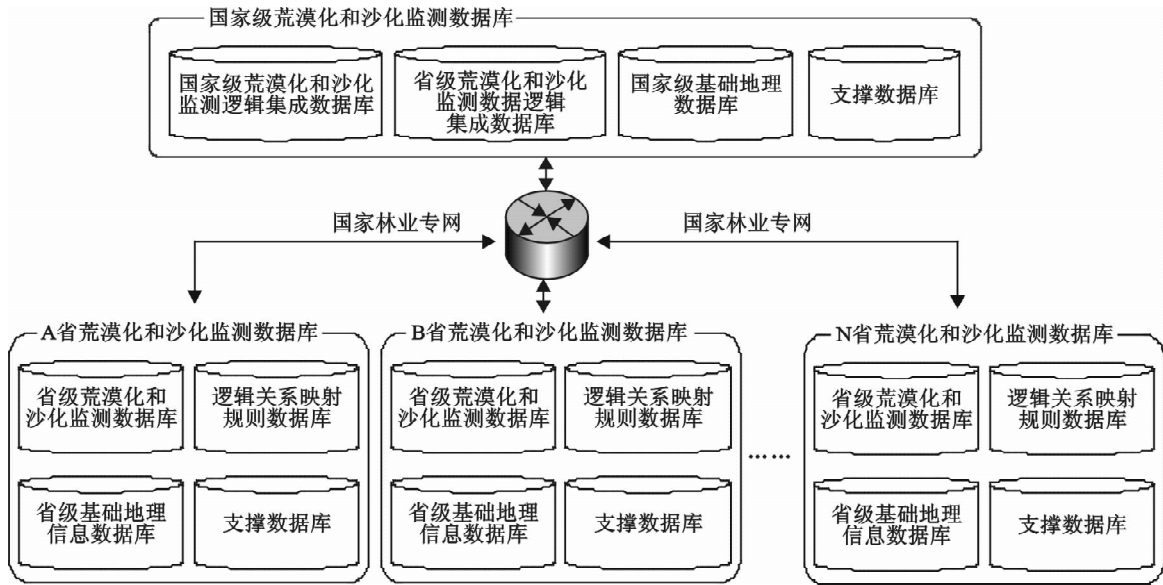 国家级荒漠化和沙化监测数据库
国家级荒漠化和沙化
监测逻辑集成数据库
省级荒漠化和沙化
监测数据逻辑
集成数据库
国家级基础地理
数据库
支撑数据库
国家林业专网
国家林业专网
A省荒漠化和沙化监测数据库
省级荒漠化和
沙化监测数据库
逻辑关系映射
规则数据库
省级基础地理
信息数据库
支撑数据库
B省荒漠化和沙化监测数据库
省级荒漠化和
沙化监测数据库
逻辑关系映射
规则数据库
省级基础地理
信息数据库
支撑数据库
……
N省荒漠化和沙化监测数据库
省级荒漠化和
沙化监测数据库
逻辑关系映射
规则数据库
省级基础地理
信息数据库
支撑数据库